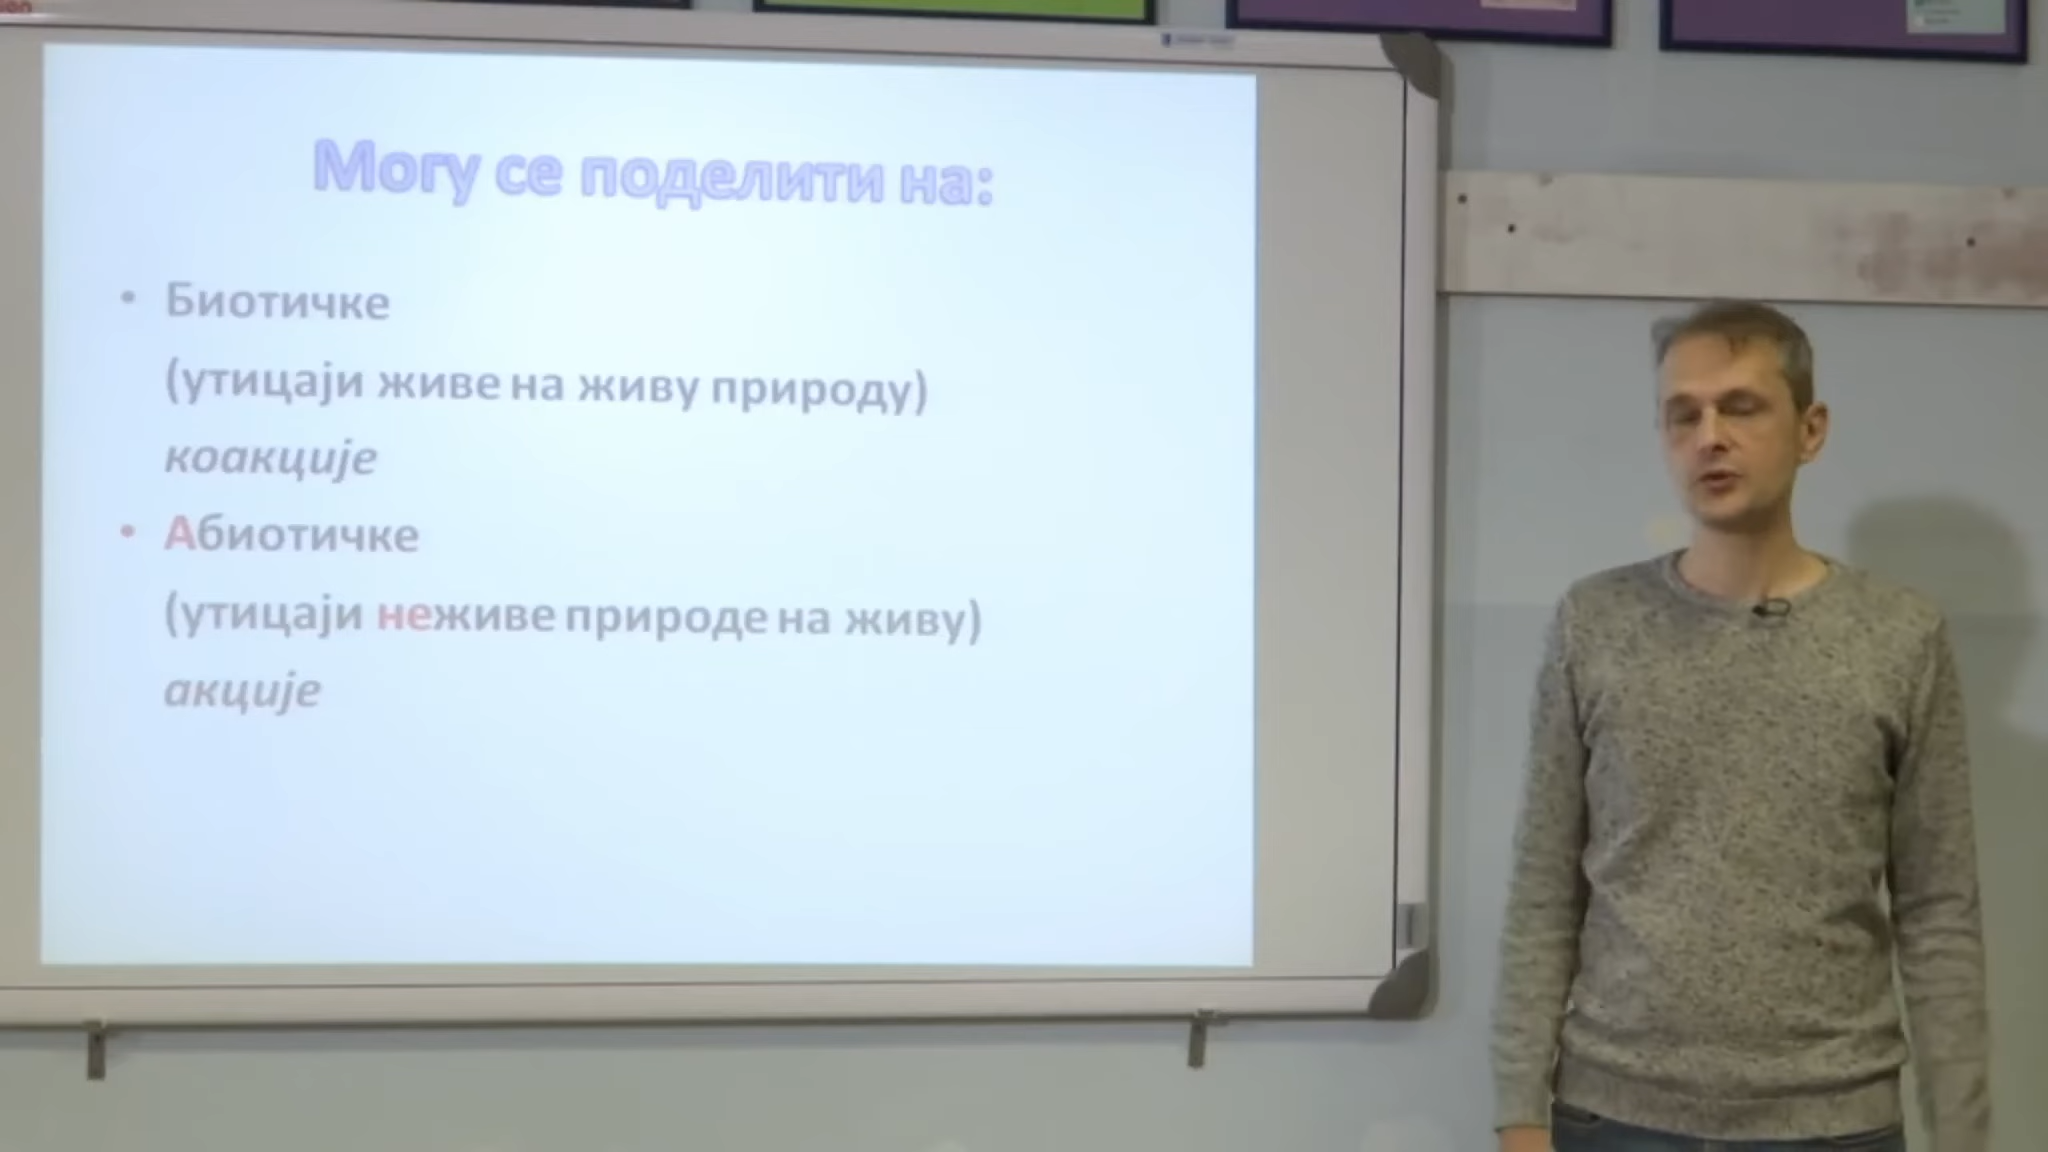 Могу се поделити на:
• Биотичке
(утицаји живе на живу природу)
коакције
• Абиотичке
(утицаји неживе природе на живу)
акције